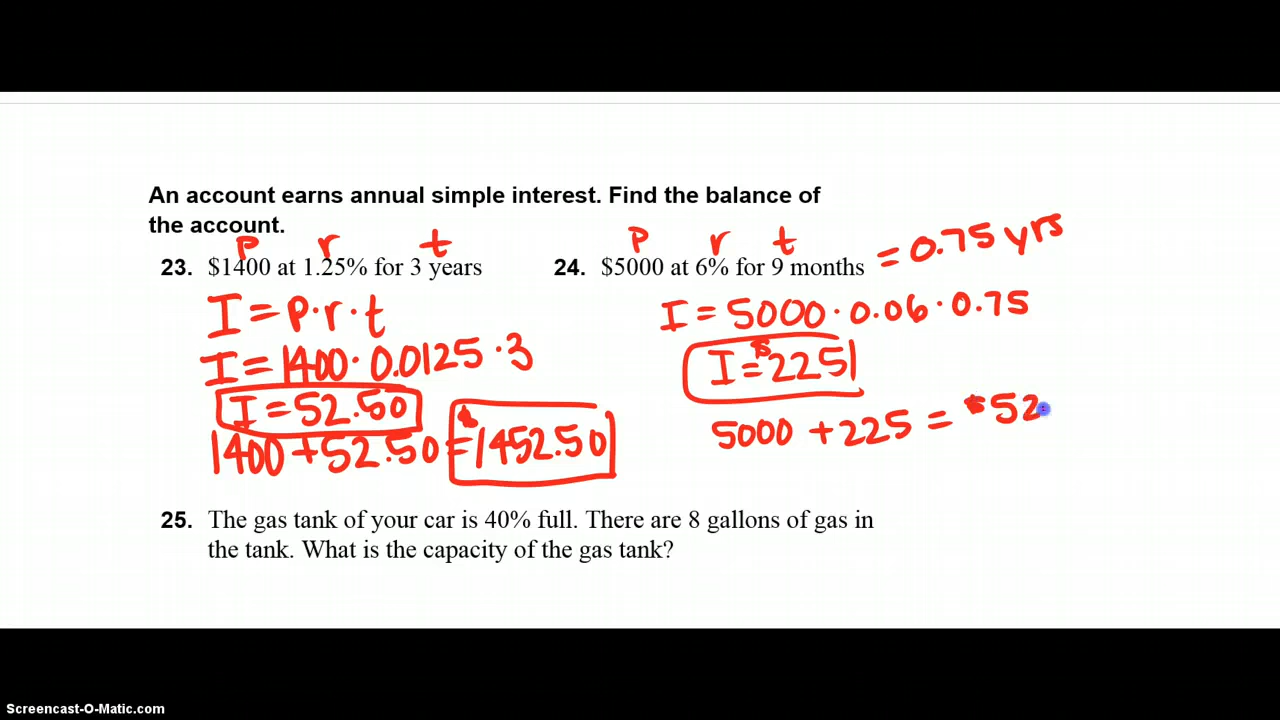 An account earns annual simple interest. Find the balance of
the account.
p r t
23. $1400 at 1.25% for 3 years
I = p·r·t
I = 1400·0.0125·3
I = 52.50
1400+52.50 = $1452.50
p r t
24. $5000 at 6% for 9 months = 0.75 yrs
I = 5000·0.06·0.75
I = $225
5000 + 225 = $52
25. The gas tank of your car is 40% full. There are 8 gallons of gas in
the tank. What is the capacity of the gas tank?
Screencast-O-Matic.com